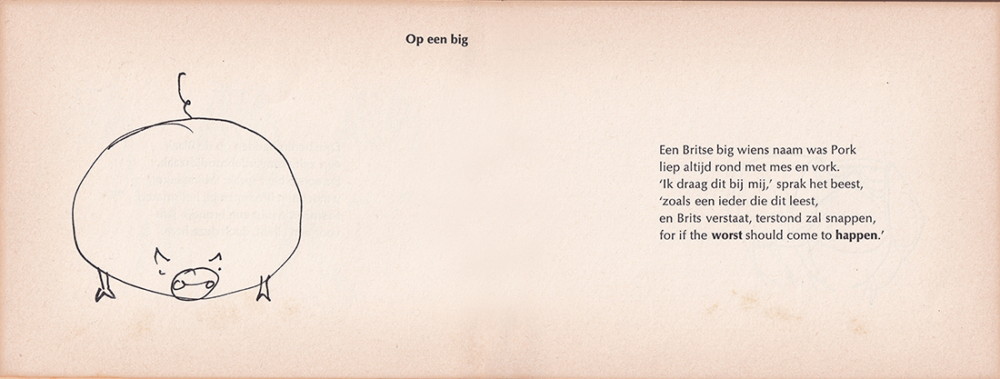 Op een big
Een Britse big wiens naam was Pork
liep altijd rond met mes en vork.
‘Ik draag dit bij mij,’ sprak het beest,
‘zoals een ieder die dit leest,
en Brits verstaat, terstond zal snappen,
for if the worst should come to happen.’